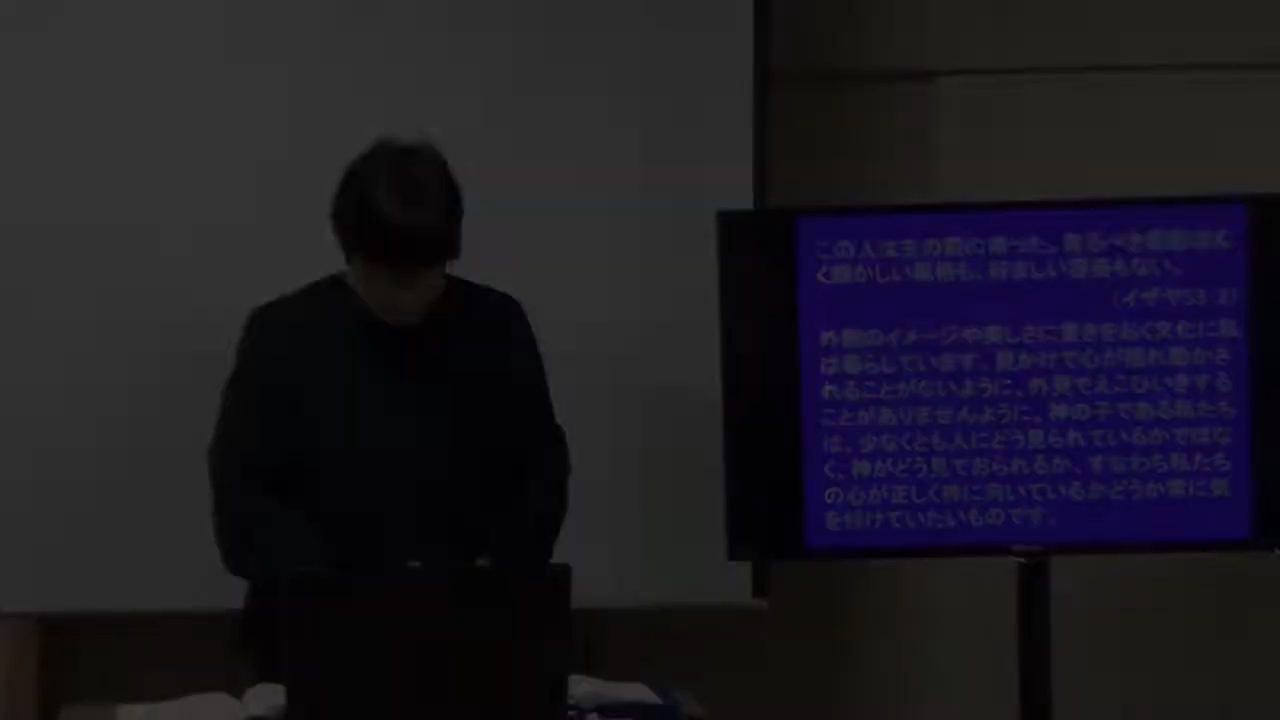 この人は主の前に育った。見るべき
く輝かしい風格も、好ましい容姿もない。
(イザヤ53:2)
外面のイメージや美しさに重きをおく文化に私
は暮らしています。見かけで心が揺れ動かさ
れることがないように、外見でえこひいきする
ことがありませんように。神の子である私たち
は、少なくとも人にどう見られているかではな
く、神がどう見ておられるか、すなわち私たち
の心が正しく神に向いているかどうか常に気
を付けていたいものです。